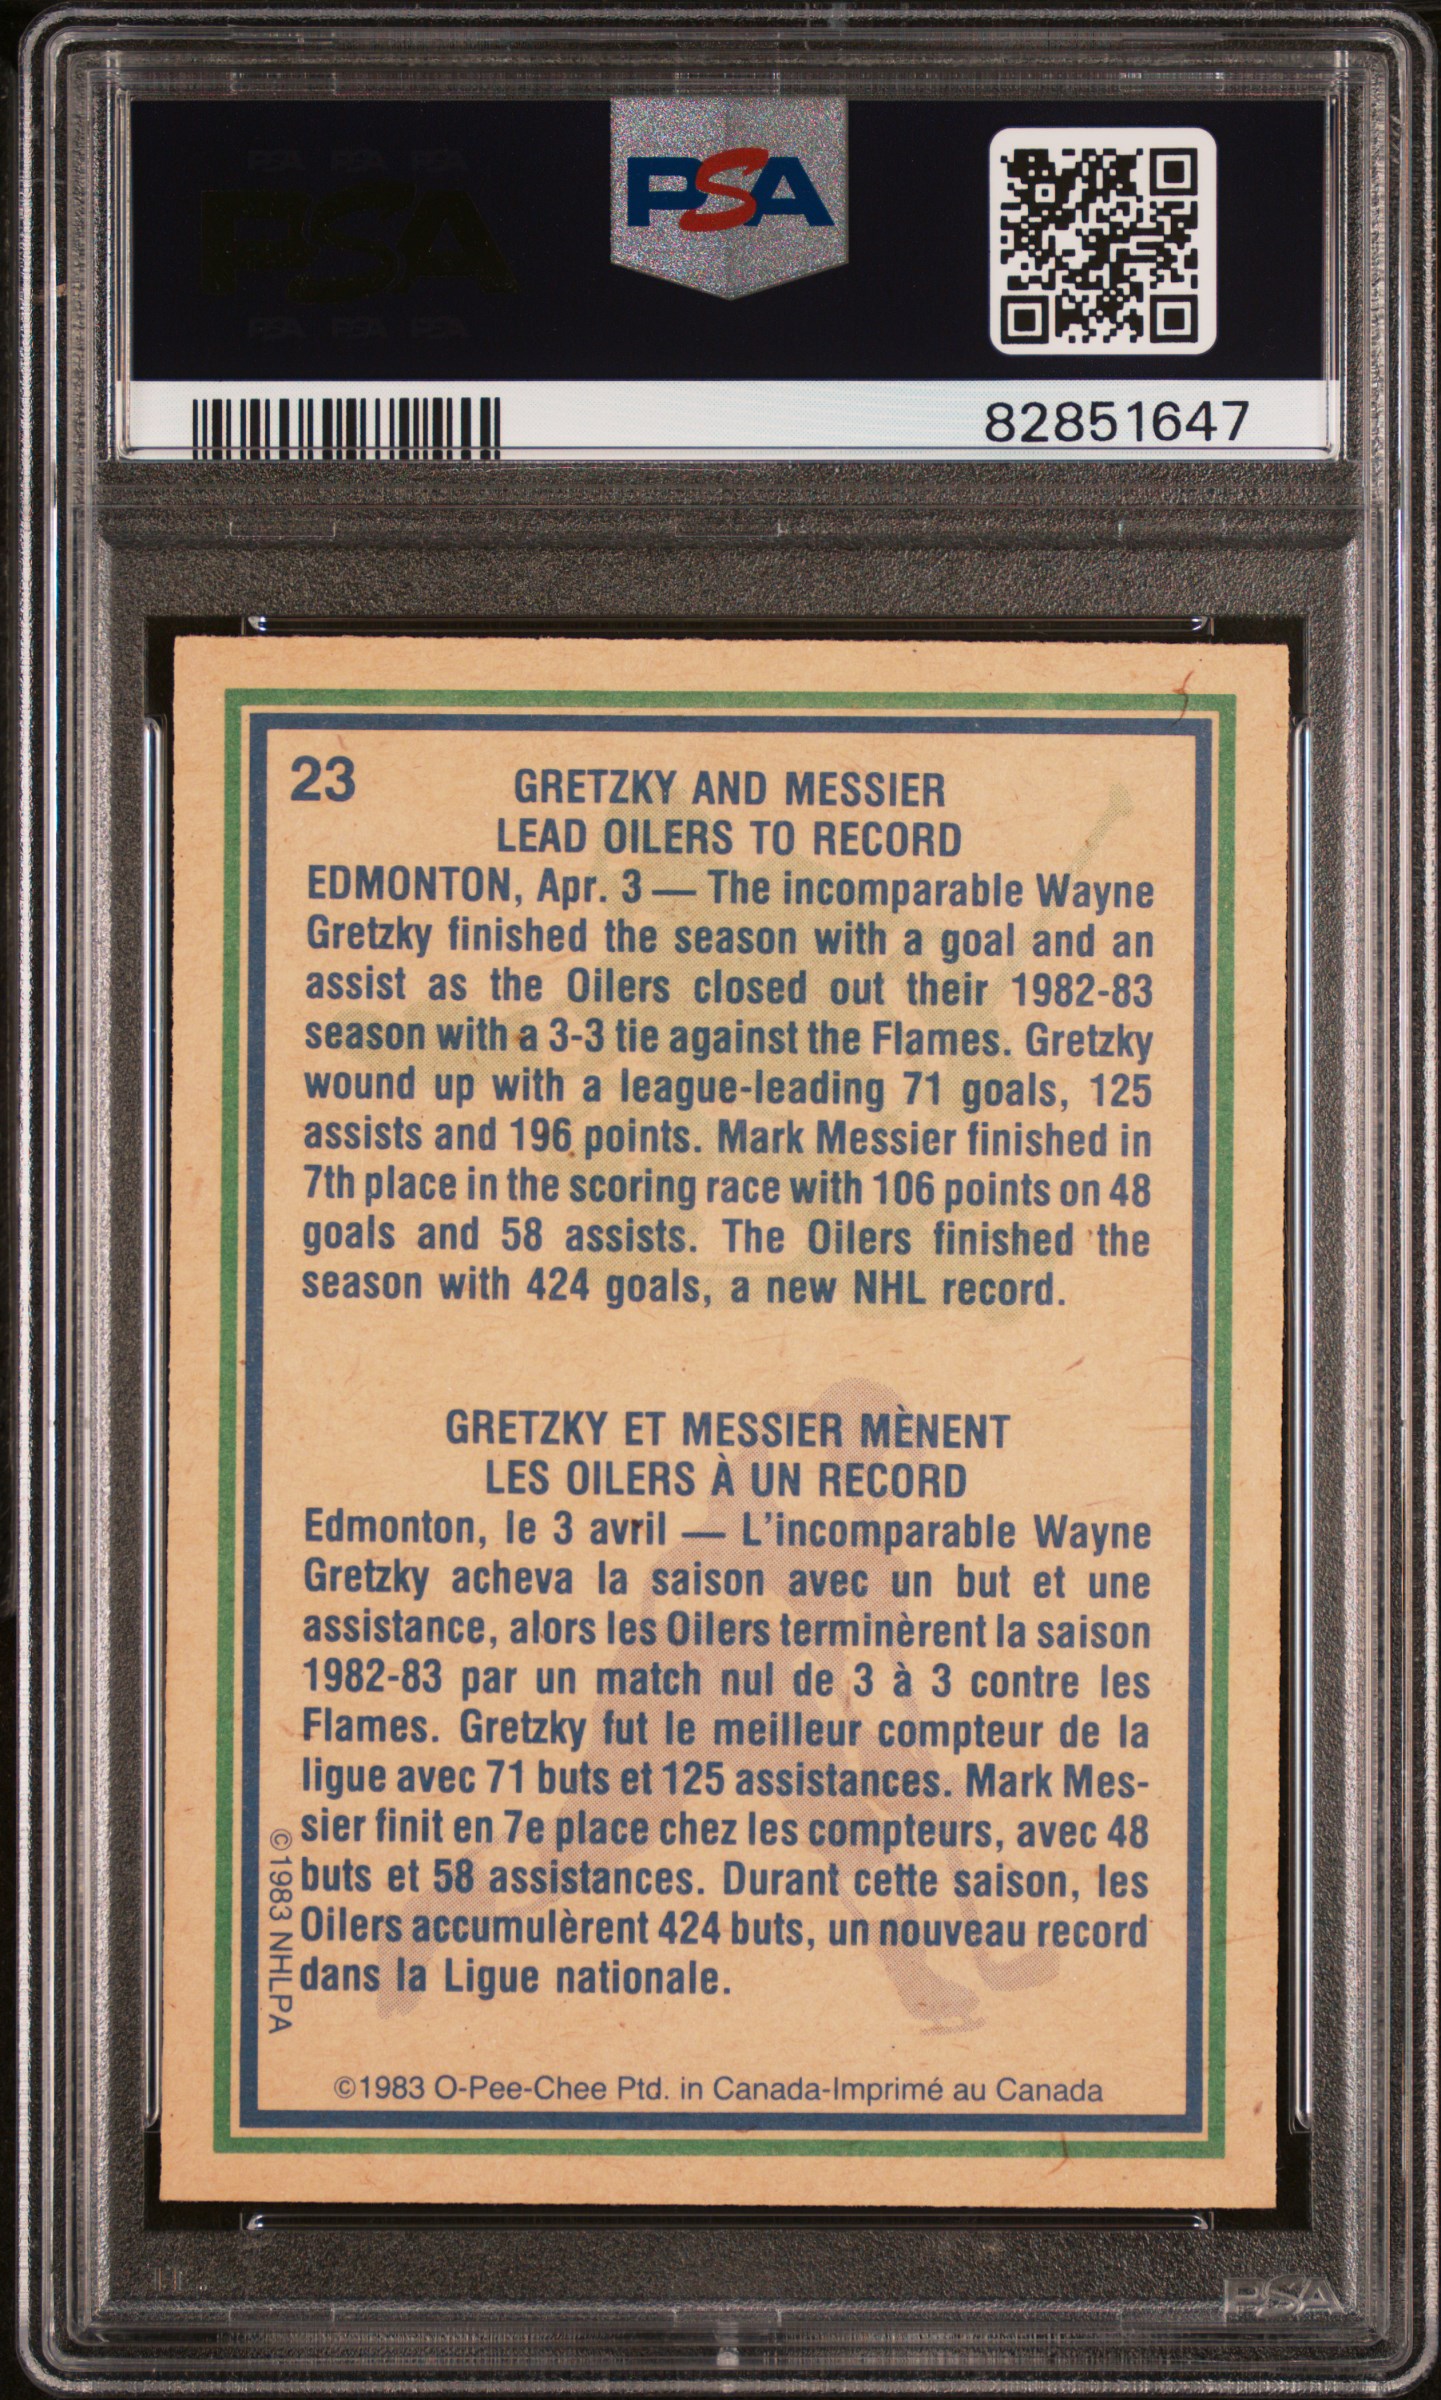 PSA PSA PSA
PSA
PSA PSA PSA
PSA
82851647
23
GRETZKY AND MESSIER
LEAD OILERS TO RECORD
EDMONTON, Apr. 3 — The incomparable Wayne
Gretzky finished the season with a goal and an
assist as the Oilers closed out their 1982-83
season with a 3-3 tie against the Flames. Gretzky
wound up with a league-leading 71 goals, 125
assists and 196 points. Mark Messier finished in
7th place in the scoring race with 106 points on 48
goals and 58 assists. The Oilers finished the
season with 424 goals, a new NHL record.
GRETZKY ET MESSIER MÈNENT
LES OILERS À UN RECORD
Edmonton, le 3 avril — L'incomparable Wayne
Gretzky acheva la saison avec un but et une
assistance, alors les Oilers terminèrent la saison
1982-83 par un match nul de 3 à 3 contre les
Flames. Gretzky fut le meilleur compteur de la
ligue avec 71 buts et 125 assistances. Mark Mes-
sier finit en 7e place chez les compteurs, avec 48
buts et 58 assistances. Durant cette saison, les
Oilers accumulèrent 424 buts, un nouveau record
dans la Ligue nationale.
©1983 NHLPA
©1983 O-Pee-Chee Ptd. in Canada-Imprimé au Canada
PSA